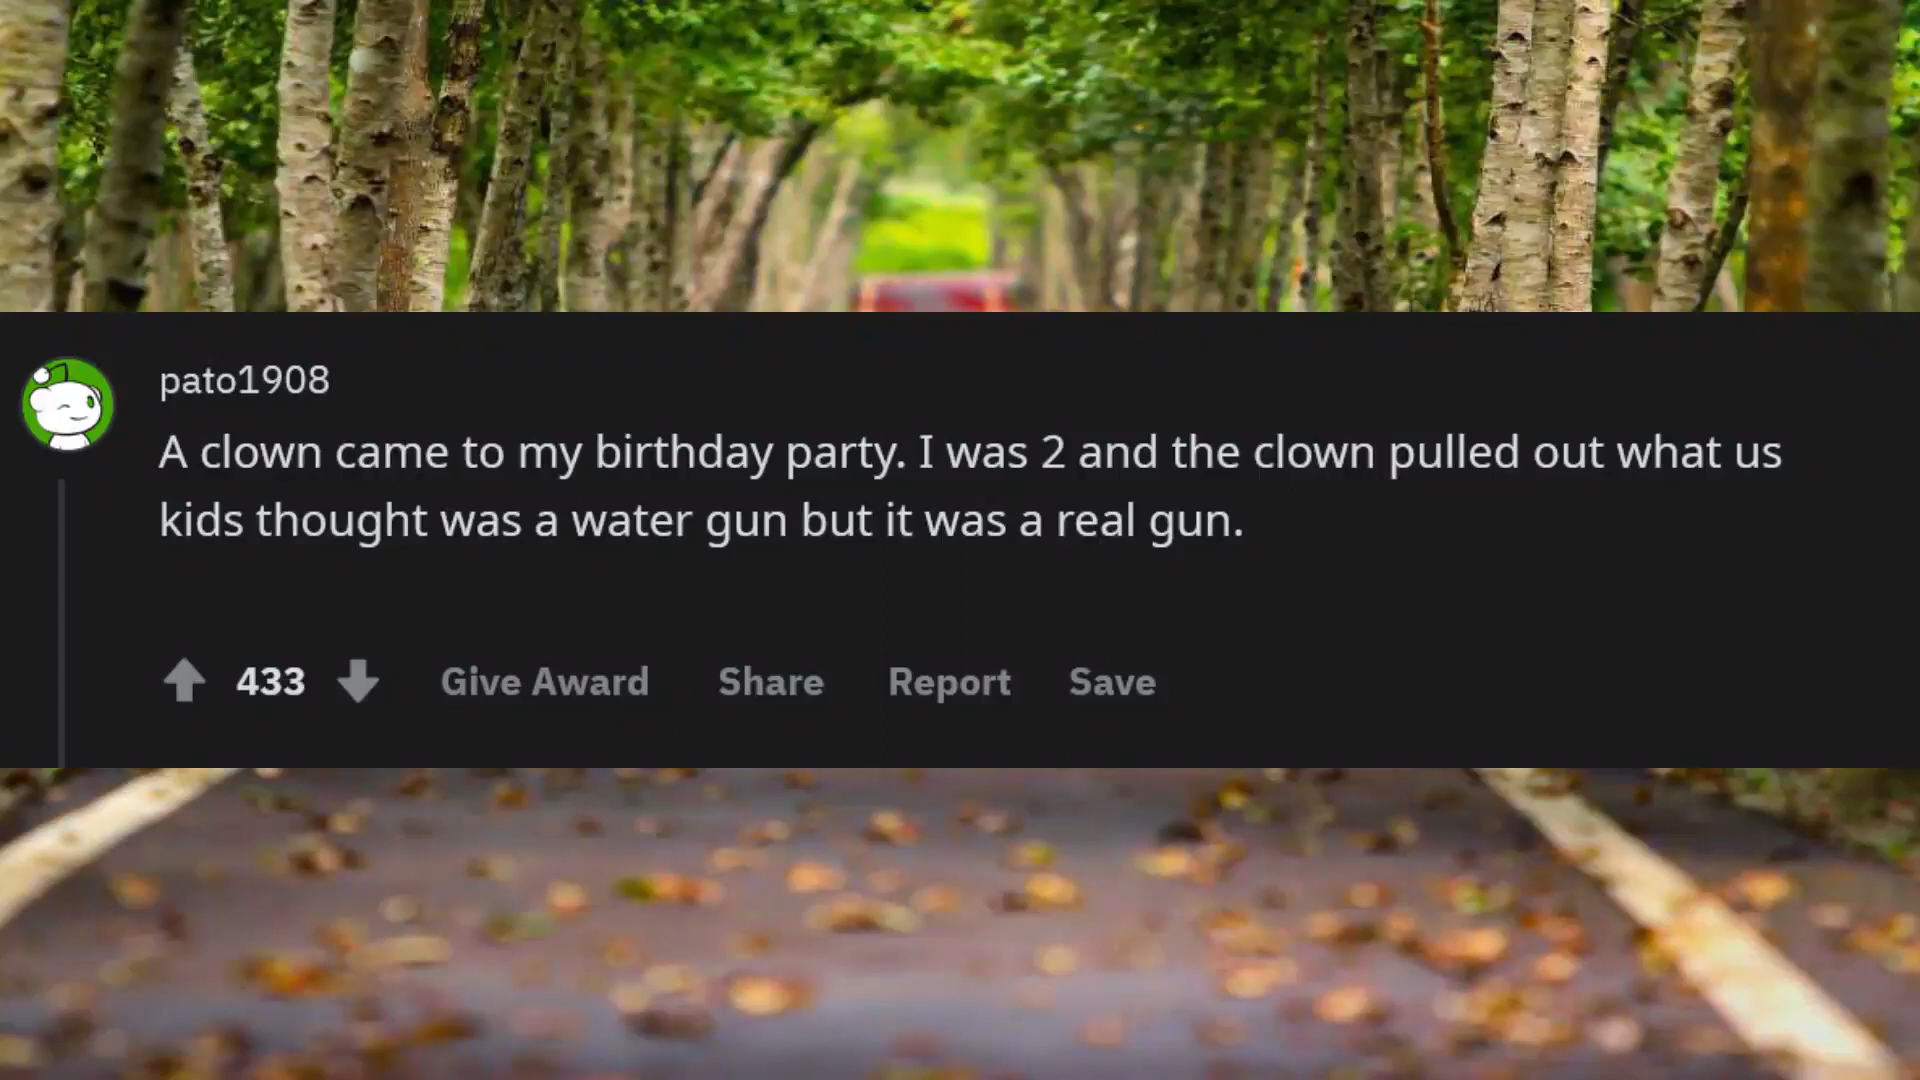 pato1908
A clown came to my birthday party. I was 2 and the clown pulled out what us
kids thought was a water gun but it was a real gun.
433 Give Award Share Report Save